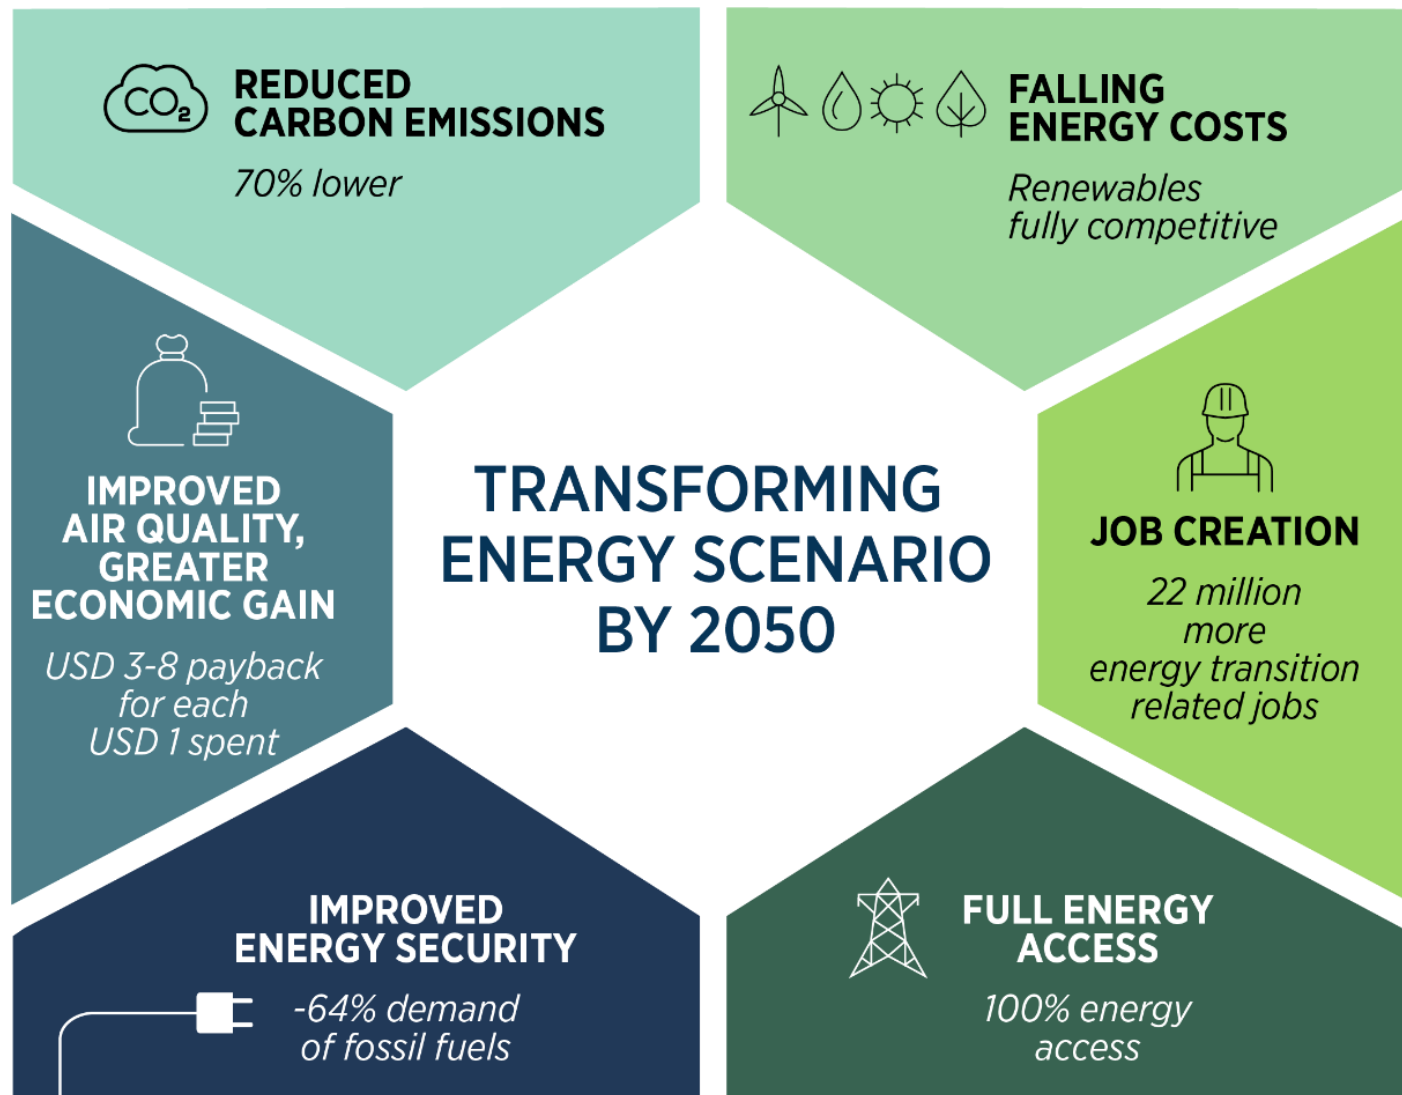 CO₂
REDUCED
CARBON EMISSIONS
70% lower
FALLING
ENERGY COSTS
Renewables
fully competitive
IMPROVED
AIR QUALITY,
GREATER
ECONOMIC GAIN
USD 3-8 payback
for each
USD 1 spent
TRANSFORMING
ENERGY SCENARIO
BY 2050
JOB CREATION
22 million
more
energy transition
related jobs
IMPROVED
ENERGY SECURITY
-64% demand
of fossil fuels
FULL ENERGY
ACCESS
100% energy
access